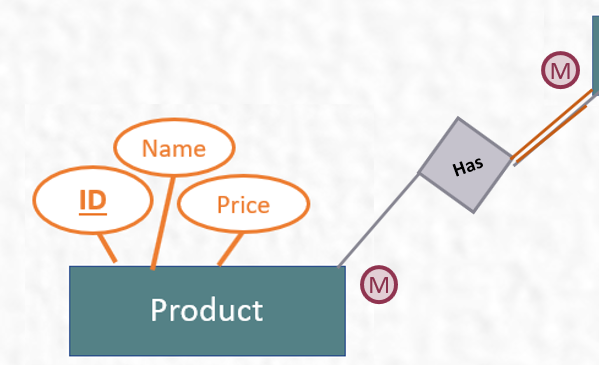 M
Name
Has
ID
Price
M
Product